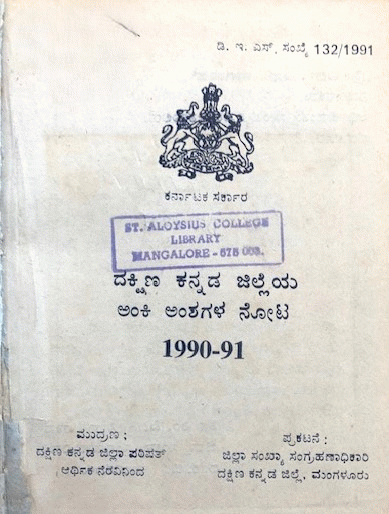 ಡಿ. ಇ. ಎಸ್. ಸಂಖ್ಯೆ 132/1991
ಕರ್ನಾಟಕ ಸರ್ಕಾರ
ST. ALOYSIUS COLLEGE
LIBRARY
MANGALORE - 575 003.
ದಕ್ಷಿಣ ಕನ್ನಡ ಜಿಲ್ಲೆಯ
ಅಂಕಿ ಅಂಶಗಳ ನೋಟ
1990-91
ಮುದ್ರಣ :
ದಕ್ಷಿಣ ಕನ್ನಡ ಜಿಲ್ಲಾ ಪರಿಷತ್
ಆರ್ಥಿಕ ನೆರವಿನಿಂದ
ಪ್ರಕಟನೆ :
ಜಿಲ್ಲಾ ಸಂಖ್ಯಾ ಸಂಗ್ರಹಣಾಧಿಕಾರಿ
ದಕ್ಷಿಣ ಕನ್ನಡ ಜಿಲ್ಲೆ, ಮಂಗಳೂರು